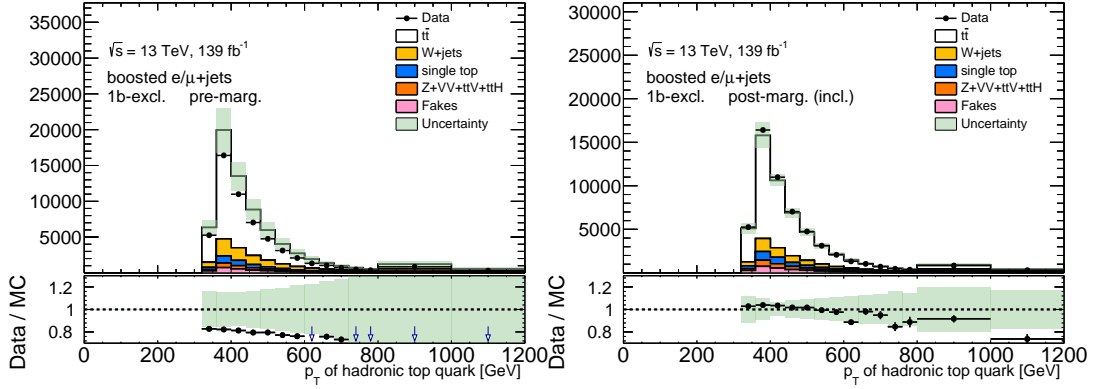 35000
30000
25000
20000
15000
10000
5000
√s = 13 TeV, 139 fb⁻¹
boosted e/μ+jets
1b-excl. pre-marg.
Data
tt̄
W+jets
single top
Z+VV+ttV+ttH
Fakes
Uncertainty
Data / MC
1.2
1
0.8
0 200 400 600 800 1000 1200
p_T of hadronic top quark [GeV]
30000
25000
20000
15000
10000
5000
√s = 13 TeV, 139 fb⁻¹
boosted e/μ+jets
1b-excl. post-marg. (incl.)
Data
tt̄
W+jets
single top
Z+VV+ttV+ttH
Fakes
Uncertainty
Data / MC
1.2
1
0.8
0 200 400 600 800 1000 1200
p_T of hadronic top quark [GeV]